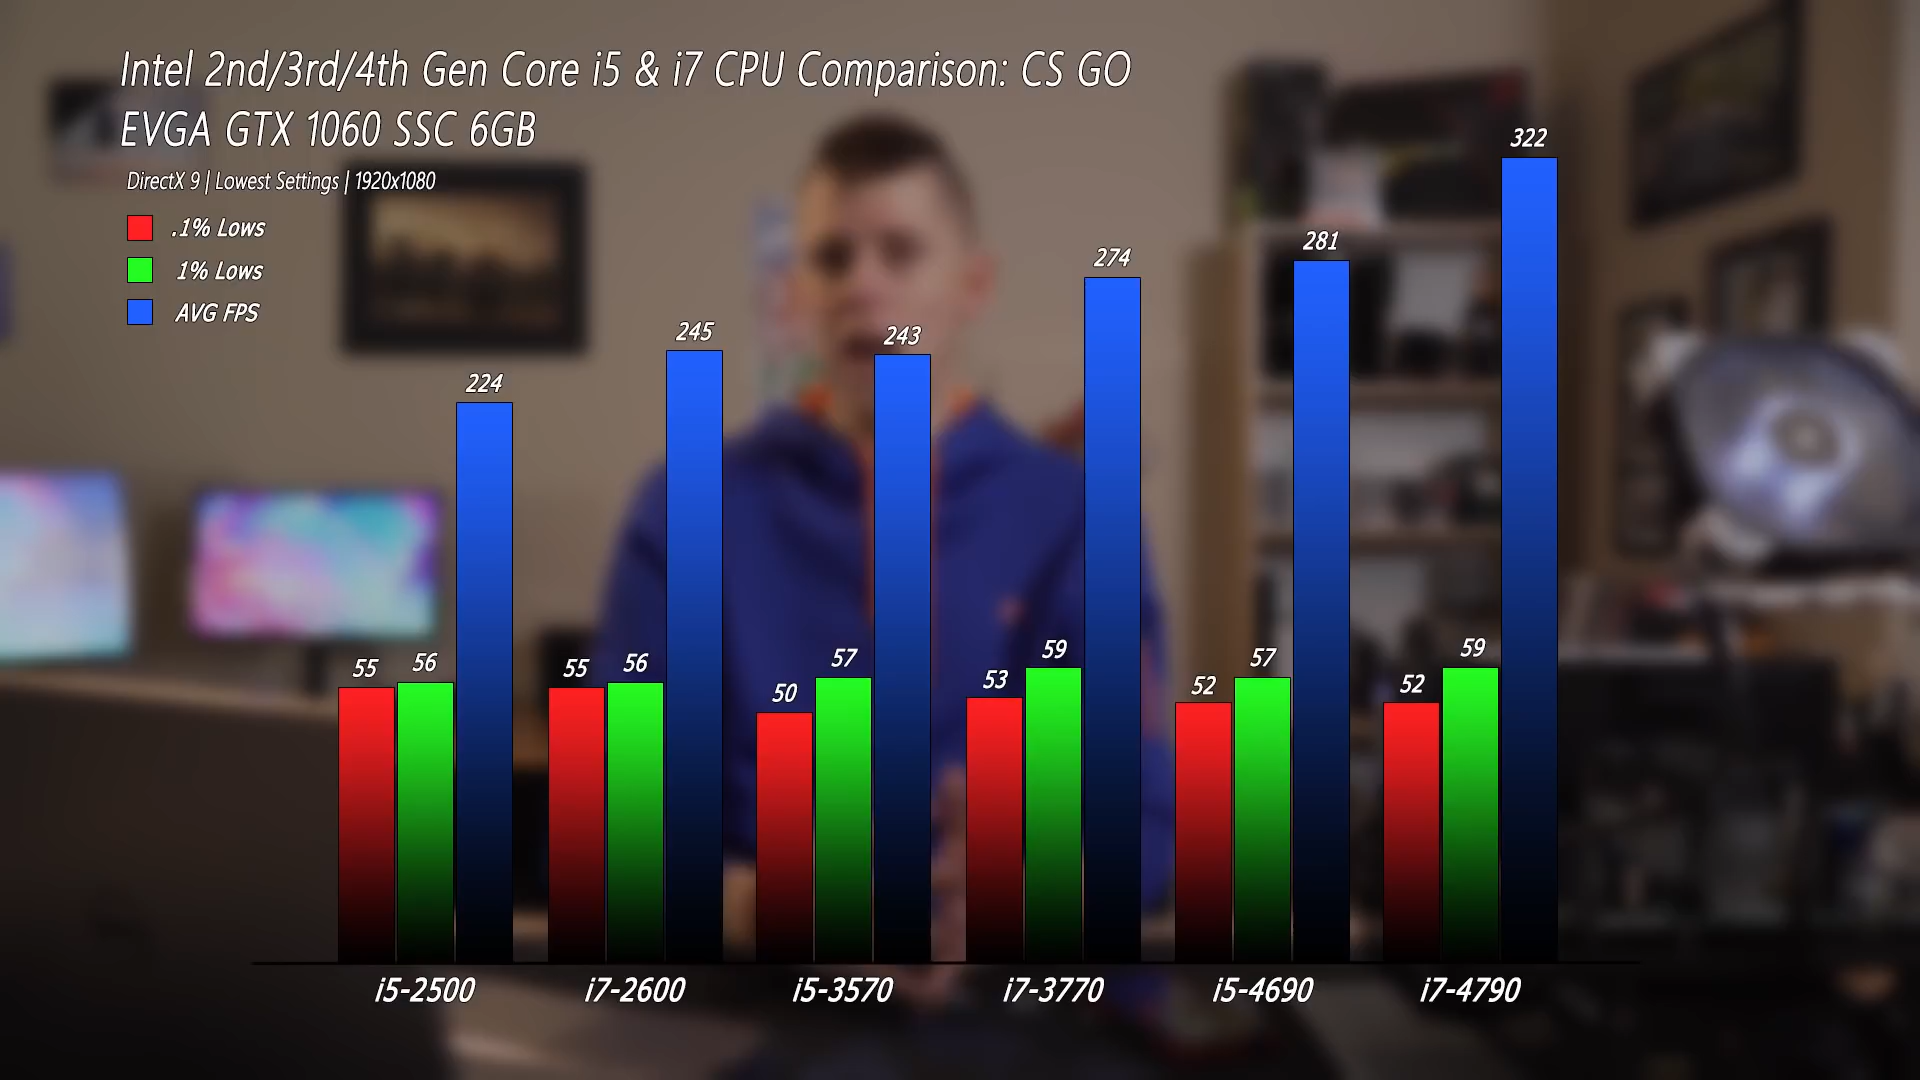 Intel 2nd/3rd/4th Gen Core i5 & i7 CPU Comparison: CS GO
EVGA GTX 1060 SSC 6GB
DirectX 9 | Lowest Settings | 1920x1080
.1% Lows
1% Lows
AVG FPS
55 56 224
55 56 245
50 57 243
53 59 274
52 57 281
52 59 322
i5-2500 i7-2600 i5-3570 i7-3770 i5-4690 i7-4790